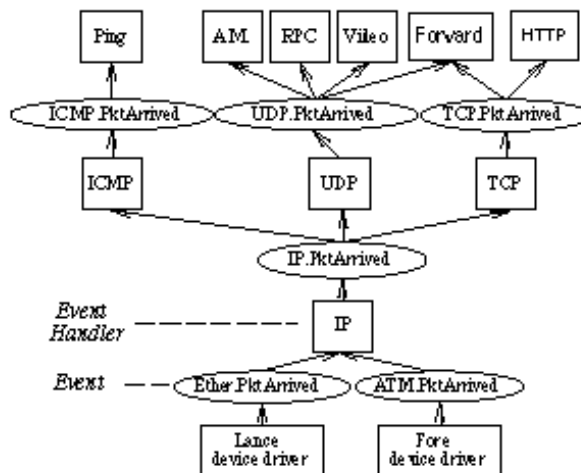 Ping
A.M.
RPC
Video
Forward
HTTP
ICMP.PktArrived
UDP.PktArrived
TCP.PktArrived
ICMP
UDP
TCP
IP.PktArrived
Event
Handler
IP
Event
Ether.PktArrived
ATM.PktArrived
Lance
device driver
Fore
device driver